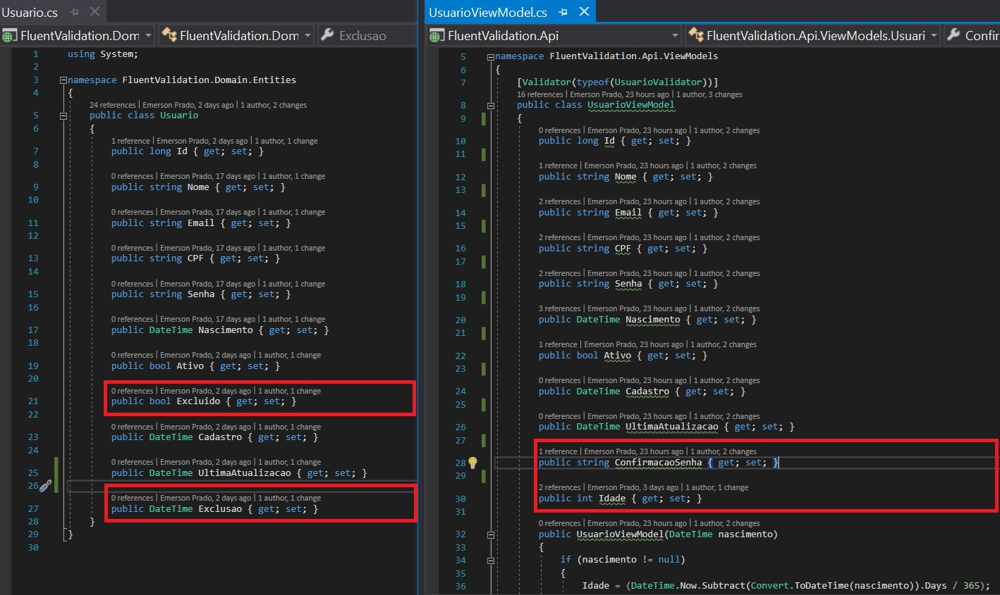 Usuario.cs
FluentValidation.Dom
FluentValidation.Dom
Exclusao
1 using System;
2
3 namespace FluentValidation.Domain.Entities
4 {
24 references | Emerson Prado, 2 days ago | 1 author, 2 changes
5 public class Usuario
6 {
1 reference | Emerson Prado, 2 days ago | 1 author, 1 change
7 public long Id { get; set; }
8
0 references | Emerson Prado, 17 days ago | 1 author, 1 change
9 public string Nome { get; set; }
10
0 references | Emerson Prado, 17 days ago | 1 author, 1 change
11 public string Email { get; set; }
12
0 references | Emerson Prado, 17 days ago | 1 author, 1 change
13 public string CPF { get; set; }
14
0 references | Emerson Prado, 17 days ago | 1 author, 1 change
15 public string Senha { get; set; }
16
0 references | Emerson Prado, 17 days ago | 1 author, 1 change
17 public DateTime Nascimento { get; set; }
18
0 references | Emerson Prado, 2 days ago | 1 author, 1 change
19 public bool Ativo { get; set; }
20
0 references | Emerson Prado, 2 days ago | 1 author, 1 change
21 public bool Excluido { get; set; }
22
0 references | Emerson Prado, 2 days ago | 1 author, 1 change
23 public DateTime Cadastro { get; set; }
24
0 references | Emerson Prado, 2 days ago | 1 author, 1 change
25 public DateTime UltimaAtualizacao { get; set; }
26
0 references | Emerson Prado, 2 days ago | 1 author, 1 change
27 public DateTime Exclusao { get; set; }
28 }
29 }
30
UsuarioViewModel.cs
FluentValidation.Api
FluentValidation.Api.ViewModels.Usuari
Confir
5 namespace FluentValidation.Api.ViewModels
6 {
7 [Validator(typeof(UsuarioValidator))]
16 references | Emerson Prado, 23 hours ago | 1 author, 3 changes
8 public class UsuarioViewModel
9 {
0 references | Emerson Prado, 23 hours ago | 1 author, 2 changes
10 public long Id { get; set; }
11
1 reference | Emerson Prado, 23 hours ago | 1 author, 2 changes
12 public string Nome { get; set; }
13
2 references | Emerson Prado, 23 hours ago | 1 author, 2 changes
14 public string Email { get; set; }
15
2 references | Emerson Prado, 23 hours ago | 1 author, 2 changes
16 public string CPF { get; set; }
17
2 references | Emerson Prado, 23 hours ago | 1 author, 2 changes
18 public string Senha { get; set; }
19
3 references | Emerson Prado, 23 hours ago | 1 author, 2 changes
20 public DateTime Nascimento { get; set; }
21
1 reference | Emerson Prado, 23 hours ago | 1 author, 2 changes
22 public bool Ativo { get; set; }
23
0 references | Emerson Prado, 23 hours ago | 1 author, 2 changes
24 public DateTime Cadastro { get; set; }
25
0 references | Emerson Prado, 23 hours ago | 1 author, 2 changes
26 public DateTime UltimaAtualizacao { get; set; }
27
1 reference | Emerson Prado, 23 hours ago | 1 author, 2 changes
28 public string ConfirmacaoSenha { get; set; }
29
2 references | Emerson Prado, 3 days ago | 1 author, 1 change
30 public int Idade { get; set; }
31
0 references | Emerson Prado, 23 hours ago | 1 author, 2 changes
32 public UsuarioViewModel(DateTime nascimento)
33 {
34 if (nascimento != null)
35 {
36 Idade = (DateTime.Now.Subtract(Convert.ToDateTime(nascimento)).Days / 365);